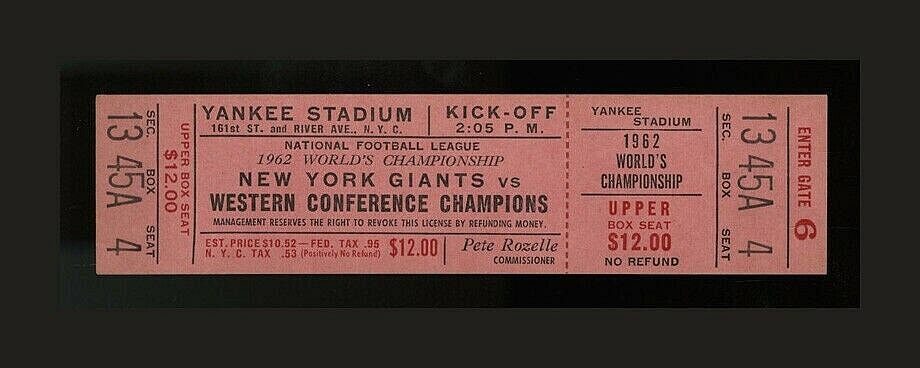 SEC. BOX SEAT
13 45A 4
UPPER BOX SEAT
$12.00
YANKEE STADIUM
161st ST. and RIVER AVE., N. Y. C.
KICK-OFF
2:05 P. M.
NATIONAL FOOTBALL LEAGUE
1962 WORLD'S CHAMPIONSHIP
NEW YORK GIANTS vs
WESTERN CONFERENCE CHAMPIONS
MANAGEMENT RESERVES THE RIGHT TO REVOKE THIS LICENSE BY REFUNDING MONEY.
EST. PRICE $10.52—FED. TAX .95
N. Y. C. TAX .53 (Positively No Refund)
$12.00
Pete Rozelle
COMMISSIONER
YANKEE
STADIUM
1962
WORLD'S
CHAMPIONSHIP
UPPER
BOX SEAT
$12.00
NO REFUND
SEC. BOX SEAT
13 45A 4
ENTER GATE 6